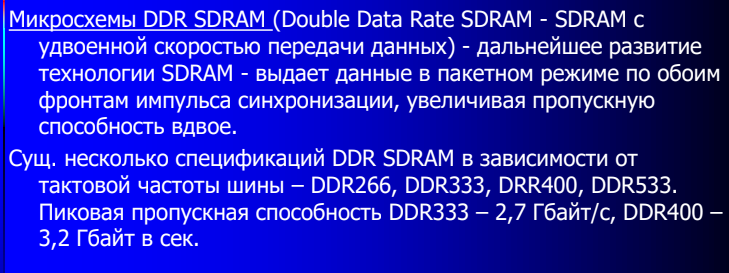 Микросхемы DDR SDRAM (Double Data Rate SDRAM - SDRAM с
удвоенной скоростью передачи данных) - дальнейшее развитие
технологии SDRAM - выдает данные в пакетном режиме по обоим
фронтам импульса синхронизации, увеличивая пропускную
способность вдвое.
Сущ. несколько спецификаций DDR SDRAM в зависимости от
тактовой частоты шины – DDR266, DDR333, DRR400, DDR533.
Пиковая пропускная способность DDR333 – 2,7 Гбайт/с, DDR400 –
3,2 Гбайт в сек.